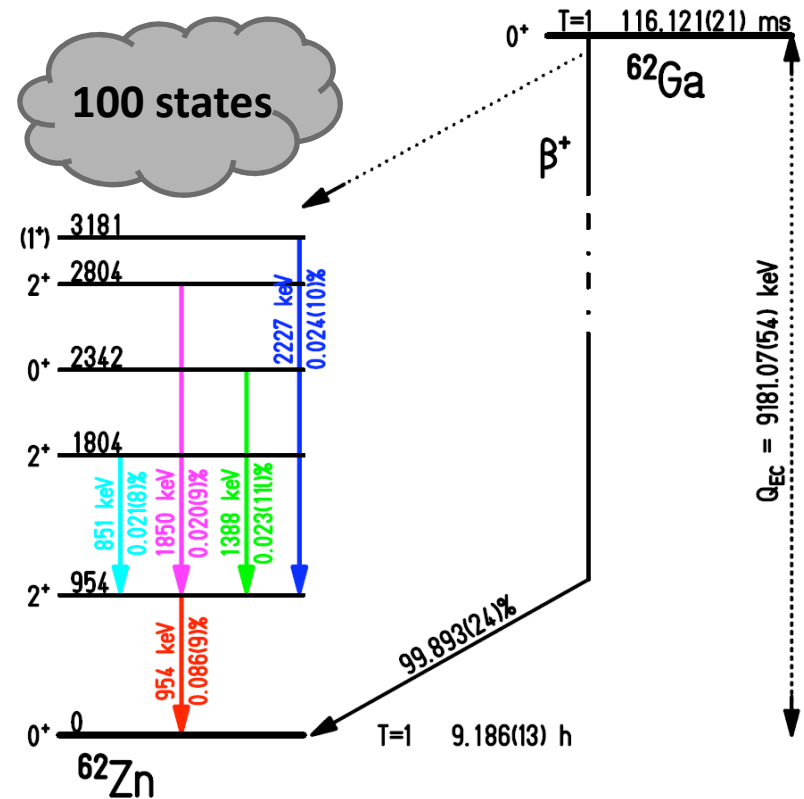 T=1 116.121(21) ms
0⁺
⁶²Ga
100 states
β⁺
(1⁺) 3181
2⁺ 2804
0⁺ 2342
2⁺ 1804
2⁺ 954
0⁺ 0
2227 keV
0.024(10)%
851 keV
0.021(8)%
1850 keV
0.020(9)%
1388 keV
0.023(11)%
954 keV
0.086(9)%
99.893(24)%
Q_EC = 9181.07(54) keV
T=1 9.186(13) h
⁶²Zn